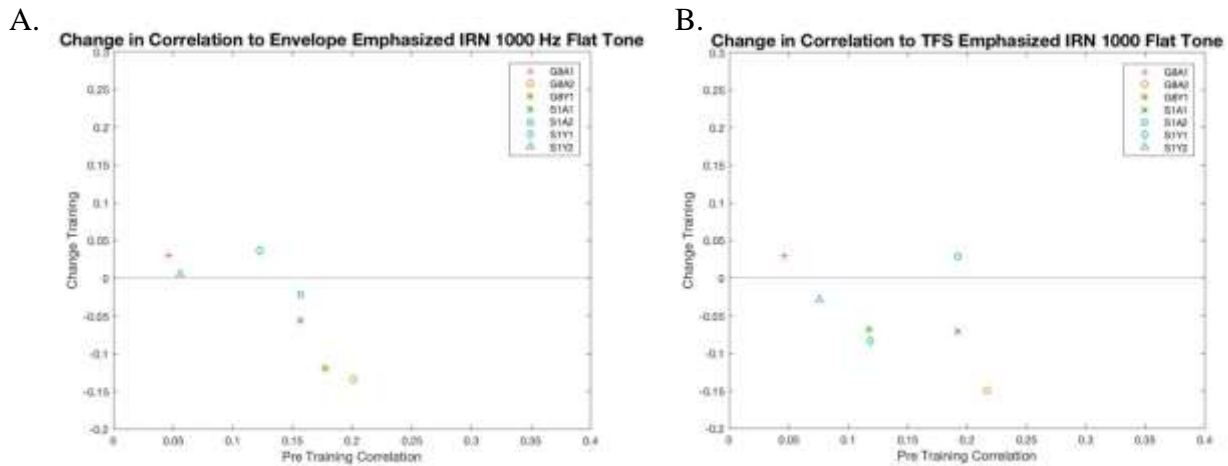 A.
Change in Correlation to Envelope Emphasized IRN 1000 Hz Flat Tone
0.3
0.25
0.2
0.15
0.1
0.05
0
-0.05
-0.1
-0.15
-0.2
Change Training
G8A1
G8A2
G8Y1
S1A1
S1A2
S1Y1
S1Y2
0 0.05 0.1 0.15 0.2 0.25 0.3 0.35 0.4
Pre Training Correlation
B.
Change in Correlation to TFS Emphasized IRN 1000 Flat Tone
0.3
0.25
0.2
0.15
0.1
0.05
0
-0.05
-0.1
-0.15
-0.2
Change Training
G8A1
G8A2
G8Y1
S1A1
S1A2
S1Y1
S1Y2
0 0.05 0.1 0.15 0.2 0.25 0.3 0.35 0.4
Pre Training Correlation